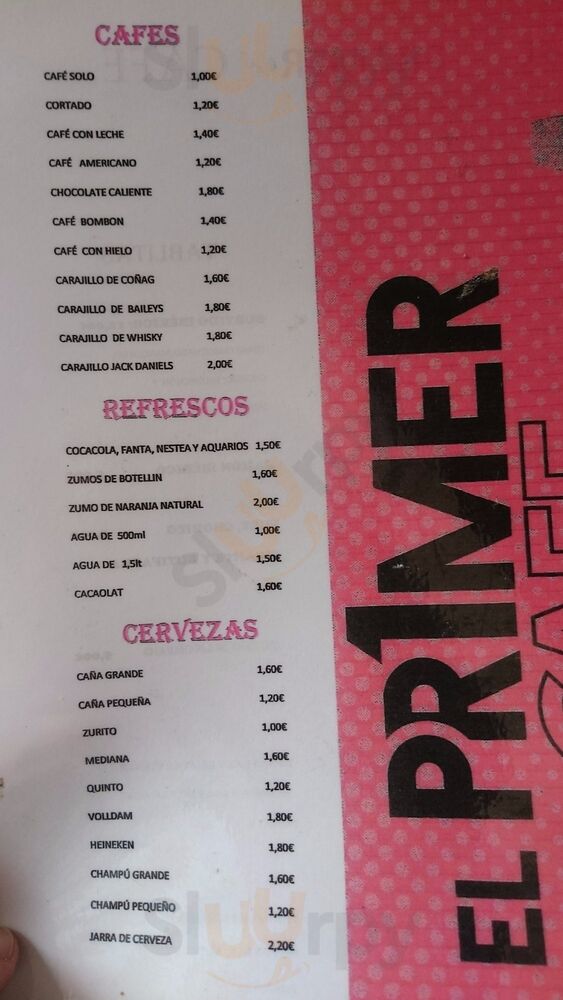 CAFES
CAFÉ SOLO 1,00€
CORTADO 1,20€
CAFÉ CON LECHE 1,40€
CAFÉ AMERICANO 1,20€
CHOCOLATE CALIENTE 1,80€
CAFÉ BOMBON 1,40€
CAFÉ CON HIELO 1,20€
CARAJILLO DE COÑAG 1,60€
CARAJILLO DE BAILEYS 1,80€
CARAJILLO DE WHISKY 1,80€
CARAJILLO JACK DANIELS 2,00€
REFRESCOS
COCACOLA, FANTA, NESTEA Y AQUARIOS 1,50€
ZUMOS DE BOTELLIN 1,60€
ZUMO DE NARANJA NATURAL 2,00€
AGUA DE 500ml 1,00€
AGUA DE 1,5lt 1,50€
CACAOLAT 1,60€
CERVEZAS
CAÑA GRANDE 1,60€
CAÑA PEQUEÑA 1,20€
ZURITO 1,00€
MEDIANA 1,60€
QUINTO 1,20€
VOLLDAM 1,80€
HEINEKEN 1,80€
CHAMPÚ GRANDE 1,60€
CHAMPÚ PEQUEÑO 1,20€
JARRA DE CERVEZA 2,20€
EL PR1MER
CAFE
sluurpy
sluurpy
sluurpy